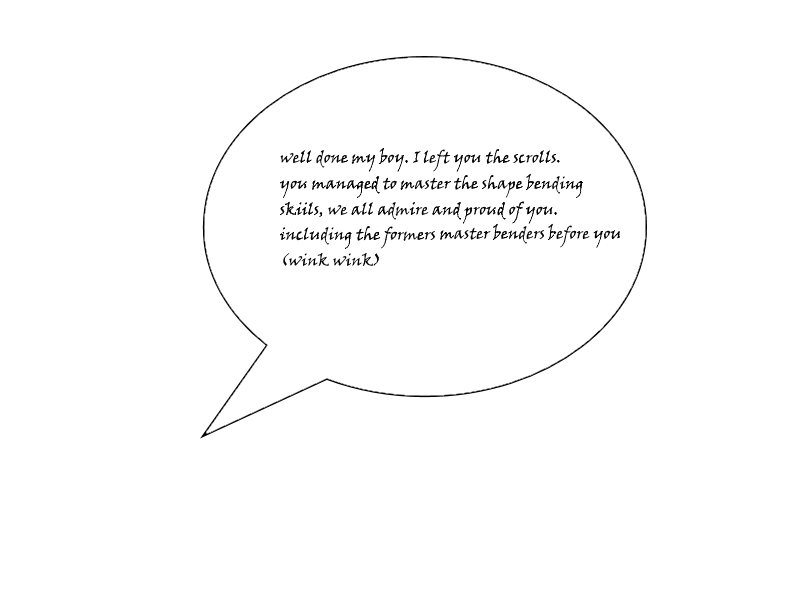 well done my boy. I left you the scrolls.
you managed to master the shape bending
skiils, we all admire and proud of you.
including the formers master benders before you
(wink wink)